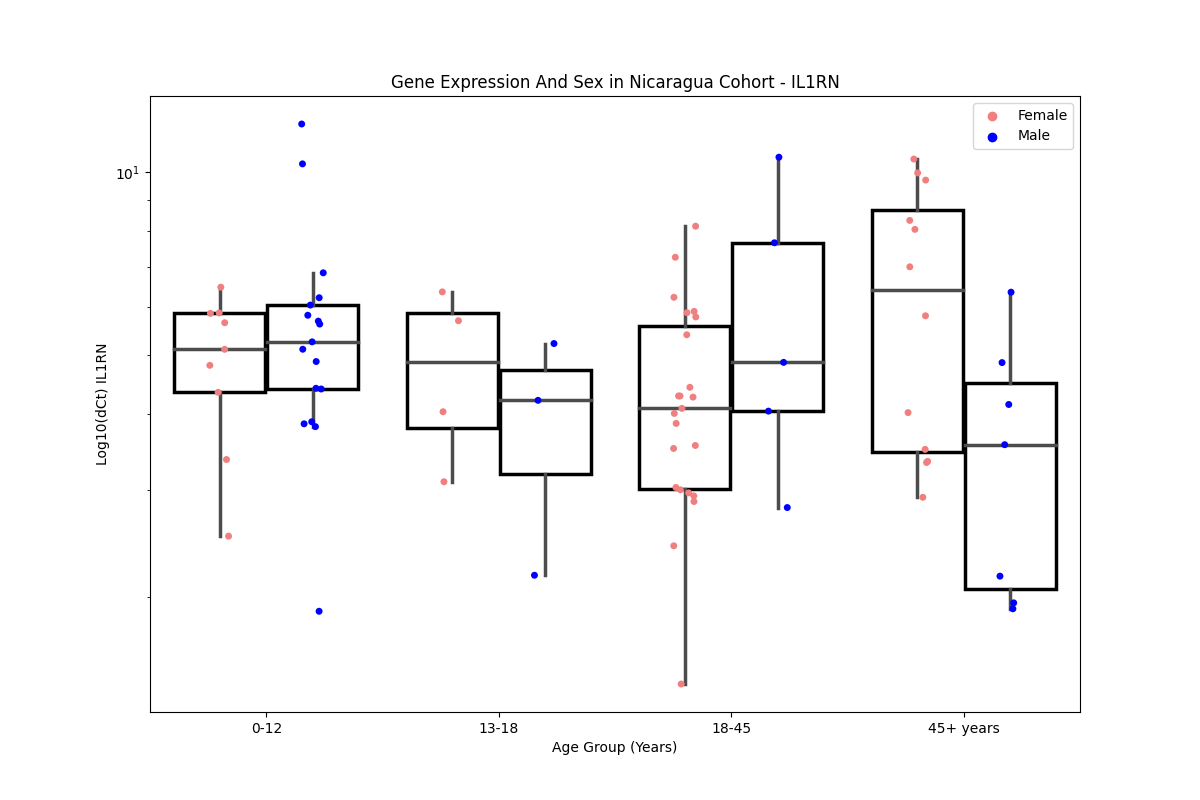 Gene Expression And Sex in Nicaragua Cohort - IL1RN
Female
Male
10¹
Log10(dCt) IL1RN
0-12
13-18
18-45
45+ years
Age Group (Years)